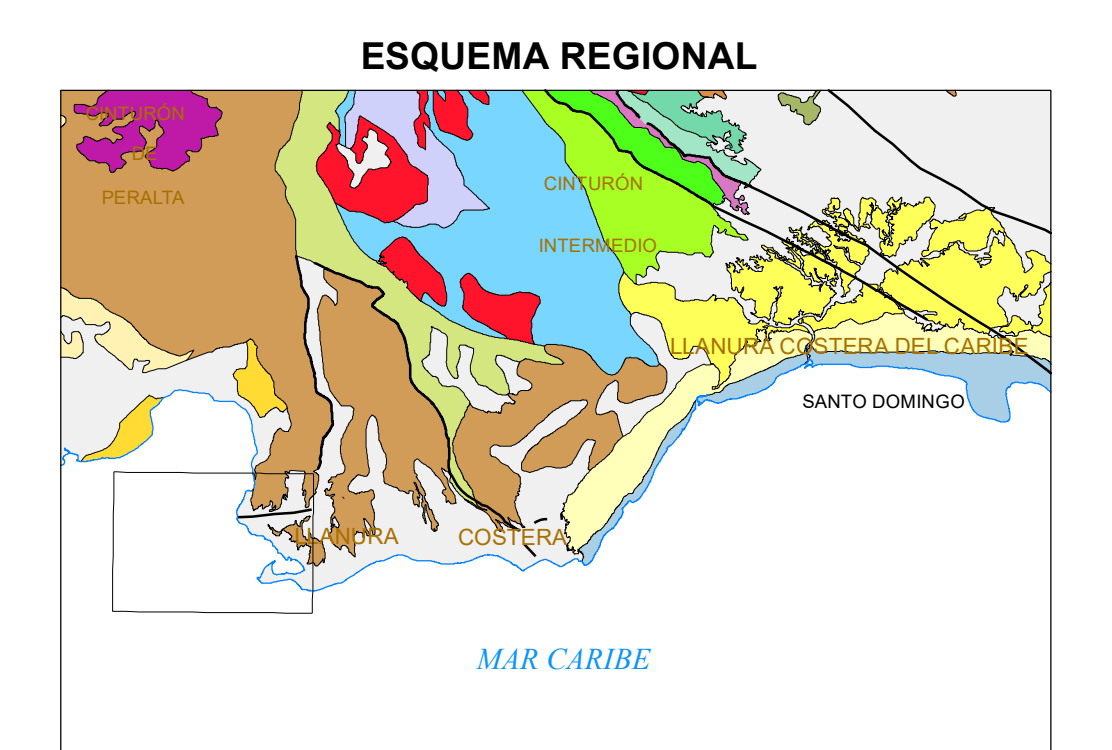 ESQUEMA REGIONAL
CINTURÓN
DE
PERALTA
CINTURÓN
INTERMEDIO
LLANURA COSTERA DEL CARIBE
SANTO DOMINGO
LLANURA COSTERA
MAR CARIBE